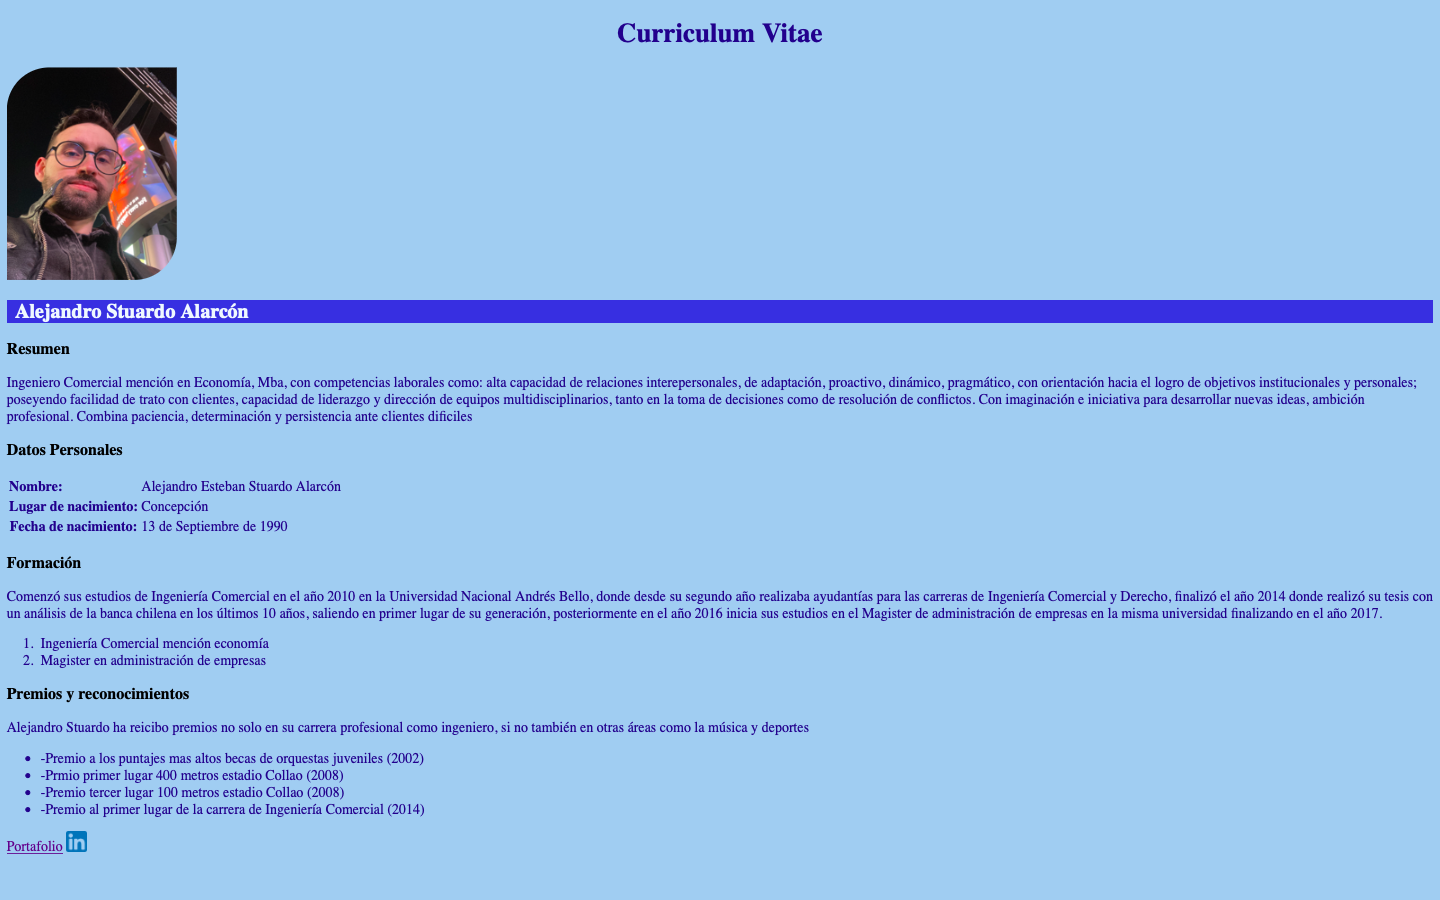 Curriculum Vitae
Alejandro Stuardo Alarcón
Resumen
Ingeniero Comercial mención en Economía, Mba, con competencias laborales como: alta capacidad de relaciones interepersonales, de adaptación, proactivo, dinámico, pragmático, con orientación hacia el logro de objetivos institucionales y personales;
poseyendo facilidad de trato con clientes, capacidad de liderazgo y dirección de equipos multidisciplinarios, tanto en la toma de decisiones como de resolución de conflictos. Con imaginación e iniciativa para desarrollar nuevas ideas, ambición
profesional. Combina paciencia, determinación y persistencia ante clientes dificiles
Datos Personales
Nombre: Alejandro Esteban Stuardo Alarcón
Lugar de nacimiento: Concepción
Fecha de nacimiento: 13 de Septiembre de 1990
Formación
Comenzó sus estudios de Ingeniería Comercial en el año 2010 en la Universidad Nacional Andrés Bello, donde desde su segundo año realizaba ayudantías para las carreras de Ingeniería Comercial y Derecho, finalizó el año 2014 donde realizó su tesis con
un análisis de la banca chilena en los últimos 10 años, saliendo en primer lugar de su generación, posteriormente en el año 2016 inicia sus estudios en el Magister de administración de empresas en la misma universidad finalizando en el año 2017.
1. Ingeniería Comercial mención economía
2. Magister en administración de empresas
Premios y reconocimientos
Alejandro Stuardo ha reicibo premios no solo en su carrera profesional como ingeniero, si no también en otras áreas como la música y deportes
• -Premio a los puntajes mas altos becas de orquestas juveniles (2002)
• -Prmio primer lugar 400 metros estadio Collao (2008)
• -Premio tercer lugar 100 metros estadio Collao (2008)
• -Premio al primer lugar de la carrera de Ingeniería Comercial (2014)
Portafolio in